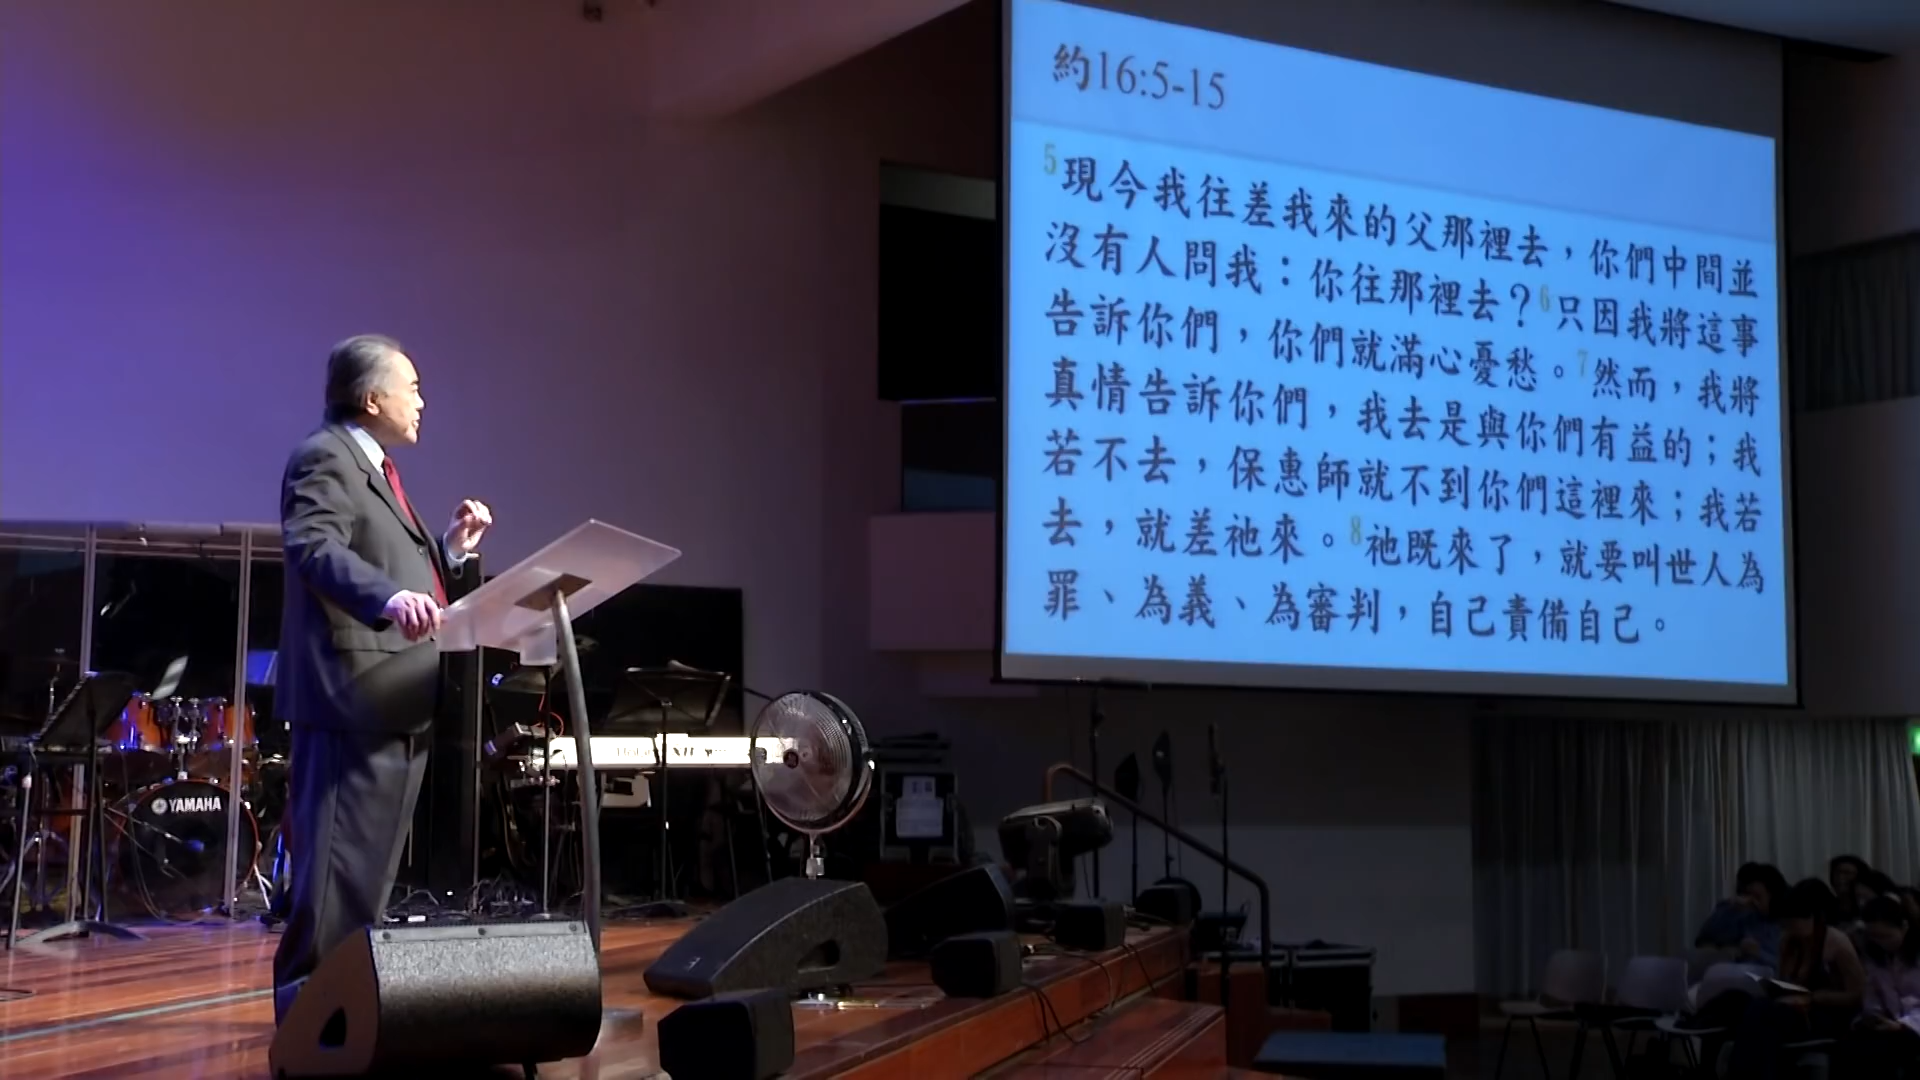 約16:5-15
5現今我往差我來的父那裡去，你們中間並
沒有人問我：你往那裡去？6只因我將這事
告訴你們，你們就滿心憂愁。7然而，我將
真情告訴你們，我去是與你們有益的；我
若不去，保惠師就不到你們這裡來；我若
去，就差祂來。8祂既來了，就要叫世人為
罪、為義、為審判，自己責備自己。
YAMAHA